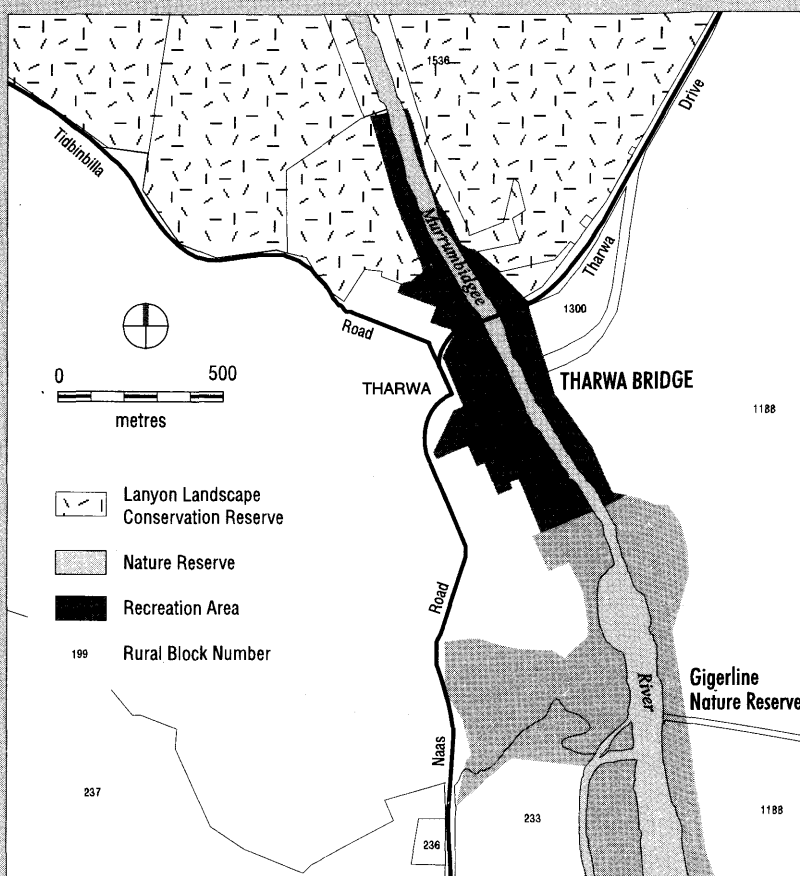 1536
Tidbinbilla
Drive
Murrumbidgee
Tharwa
1300
Road
0 500
metres
THARWA
THARWA BRIDGE
1188
Lanyon Landscape
Conservation Reserve
Nature Reserve
Recreation Area
199 Rural Block Number
Road
River
Gigerline
Nature Reserve
Naas
237
236
233
1188